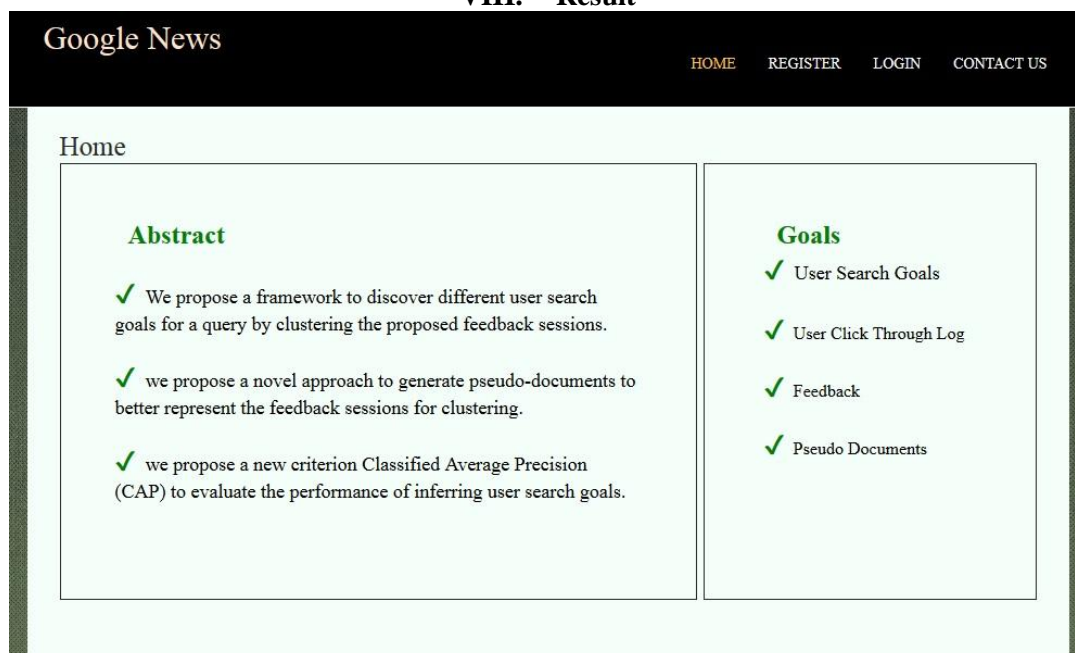 VIII. Result
Google News
HOME REGISTER LOGIN CONTACT US
Home
Abstract
✓ We propose a framework to discover different user search
goals for a query by clustering the proposed feedback sessions.
✓ we propose a novel approach to generate pseudo-documents to
better represent the feedback sessions for clustering.
✓ we propose a new criterion Classified Average Precision
(CAP) to evaluate the performance of inferring user search goals.
Goals
✓ User Search Goals
✓ User Click Through Log
✓ Feedback
✓ Pseudo Documents